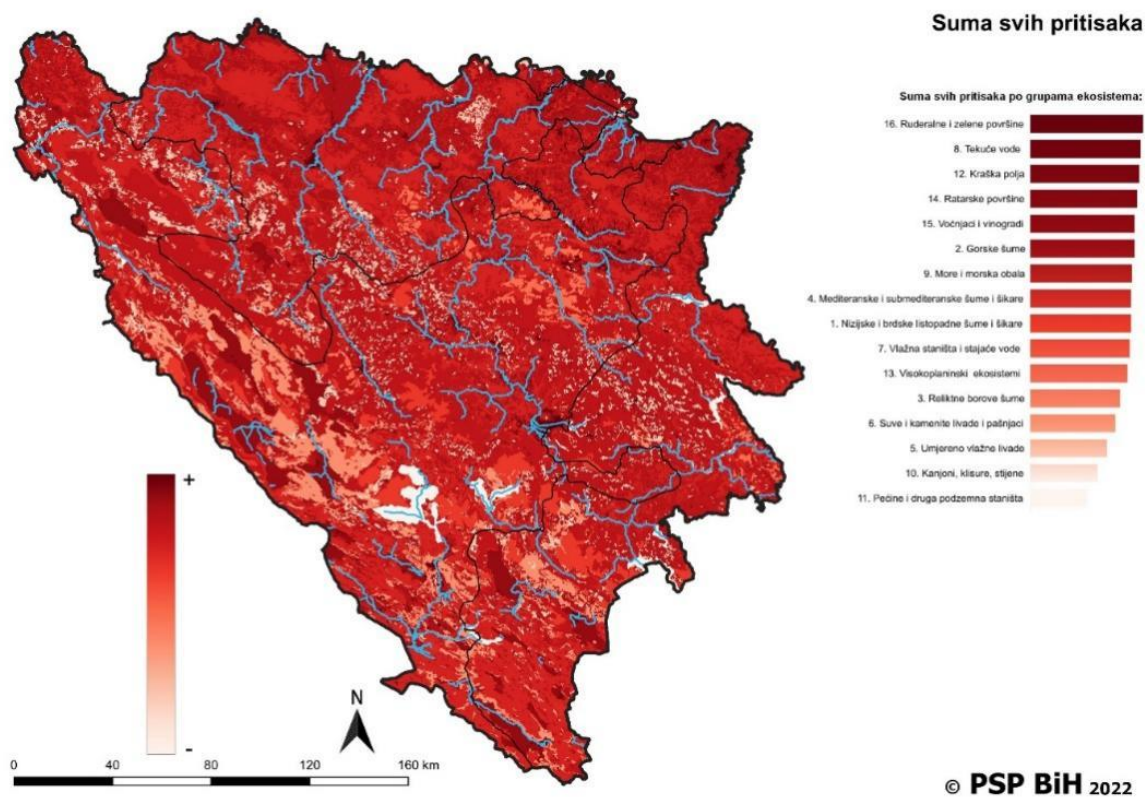 Suma svih pritisaka
Suma svih pritisaka po grupama ekosistema:
16. Ruderalne i zelene površine
8. Tekuće vode
12. Kraška polja
14. Ratarske površine
15. Voćnjaci i vinogradi
2. Gorske šume
9. More i morska obala
4. Mediteranske i submediteranske šume i šikare
1. Nizijske i brdske listopadne šume i šikare
7. Vlažna staništa i stajaće vode
13. Visokoplaninski ekosistemi
3. Reliktne borove šume
6. Suve i kamenite livade i pašnjaci
5. Umjereno vlažne livade
10. Kanjoni, klisure, stijene
11. Pećine i druga podzemna staništa
+
-
N
0 40 80 120 160 km
© PSP BiH 2022